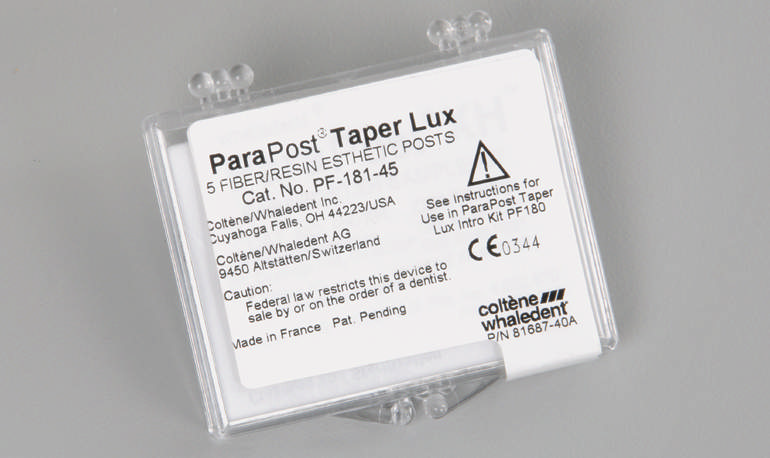 ParaPost® Taper Lux
5 FIBER/RESIN ESTHETIC POSTS
Cat. No. PF-181-45
Coltène/Whaledent Inc.
Cuyahoga Falls, OH 44223/USA
Coltène/Whaledent AG
9450 Altstätten/Switzerland
Caution:
Federal law restricts this device to
sale by or on the order of a dentist.
Made in France Pat. Pending
See Instructions for
Use in ParaPost Taper
Lux Intro Kit PF180
CE 0344
coltène
whaledent
P/N 81687-40A